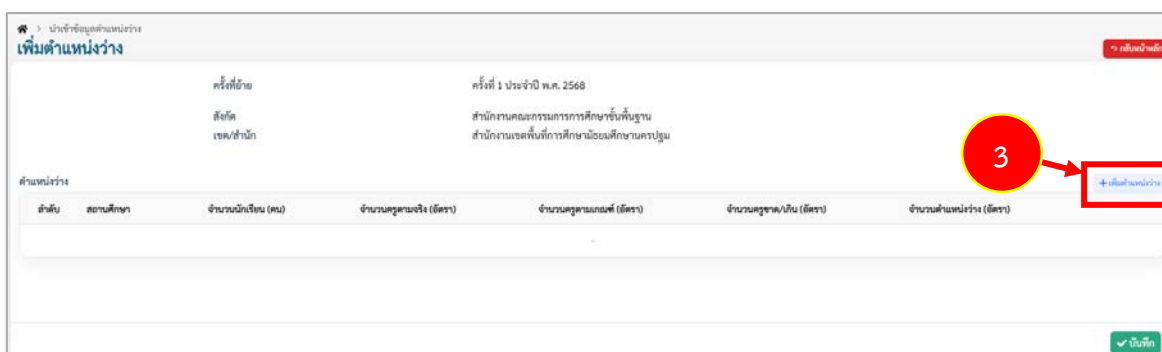 > นำเข้าข้อมูลตำแหน่งว่าง
เพิ่มตำแหน่งว่าง
กลับหน้าหลัก
ครั้งที่ย้าย ครั้งที่ 1 ประจำปี พ.ศ. 2568
สังกัด สำนักงานคณะกรรมการการศึกษาขั้นพื้นฐาน
เขต/สำนัก สำนักงานเขตพื้นที่การศึกษามัธยมศึกษานครปฐม
3
ตำแหน่งว่าง +เพิ่มตำแหน่งว่าง
ลำดับ สถานศึกษา จำนวนนักเรียน (คน) จำนวนครูตามจริง (อัตรา) จำนวนครูตามเกณฑ์ (อัตรา) จำนวนครูขาด/เกิน (อัตรา) จำนวนตำแหน่งว่าง (อัตรา)
-
บันทึก